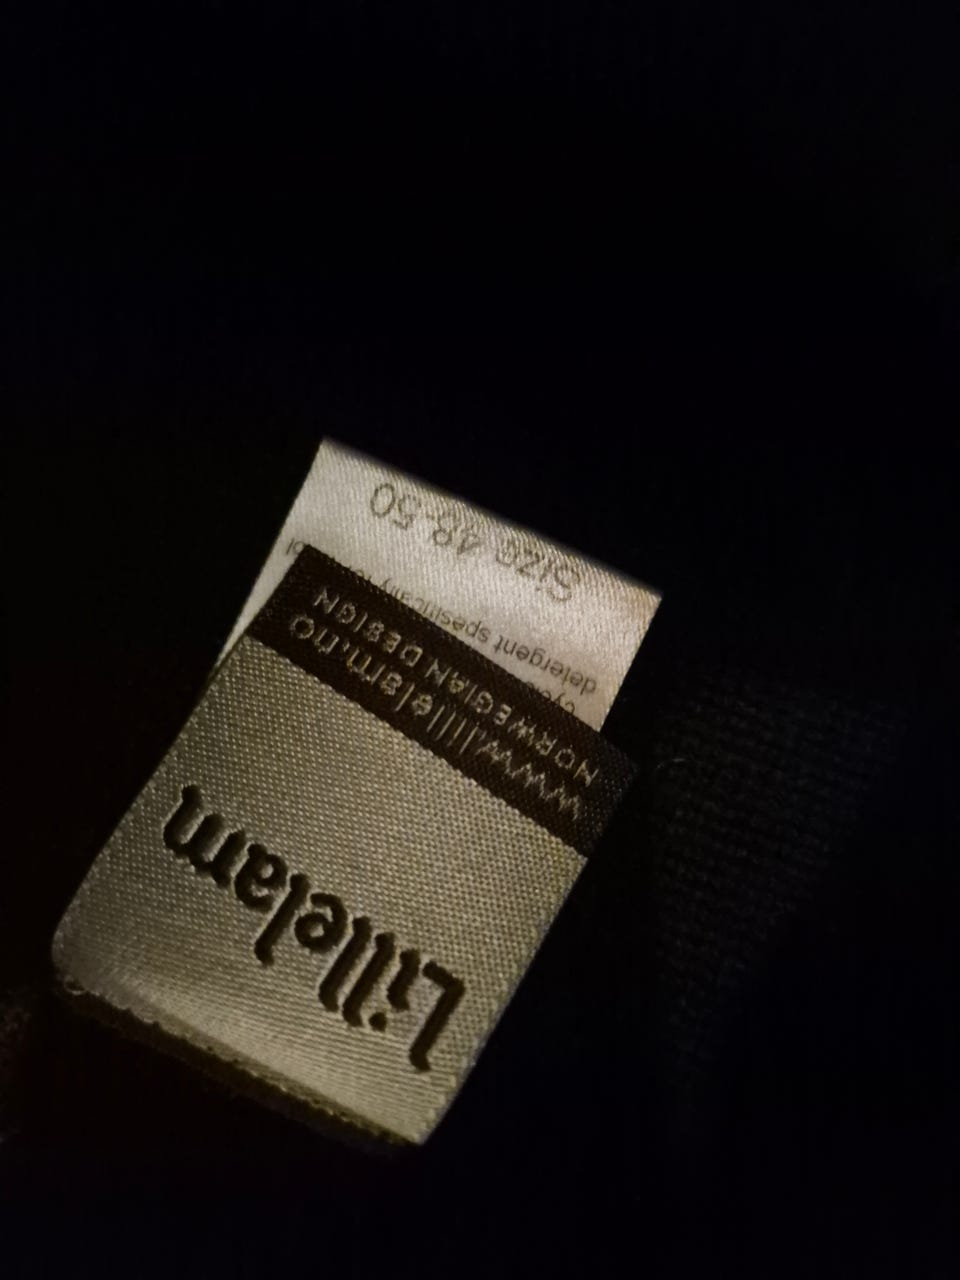 Lillelam
www.lillelam.no
NORWEGIAN DESIGN
detergent spesifically
Size 48-50